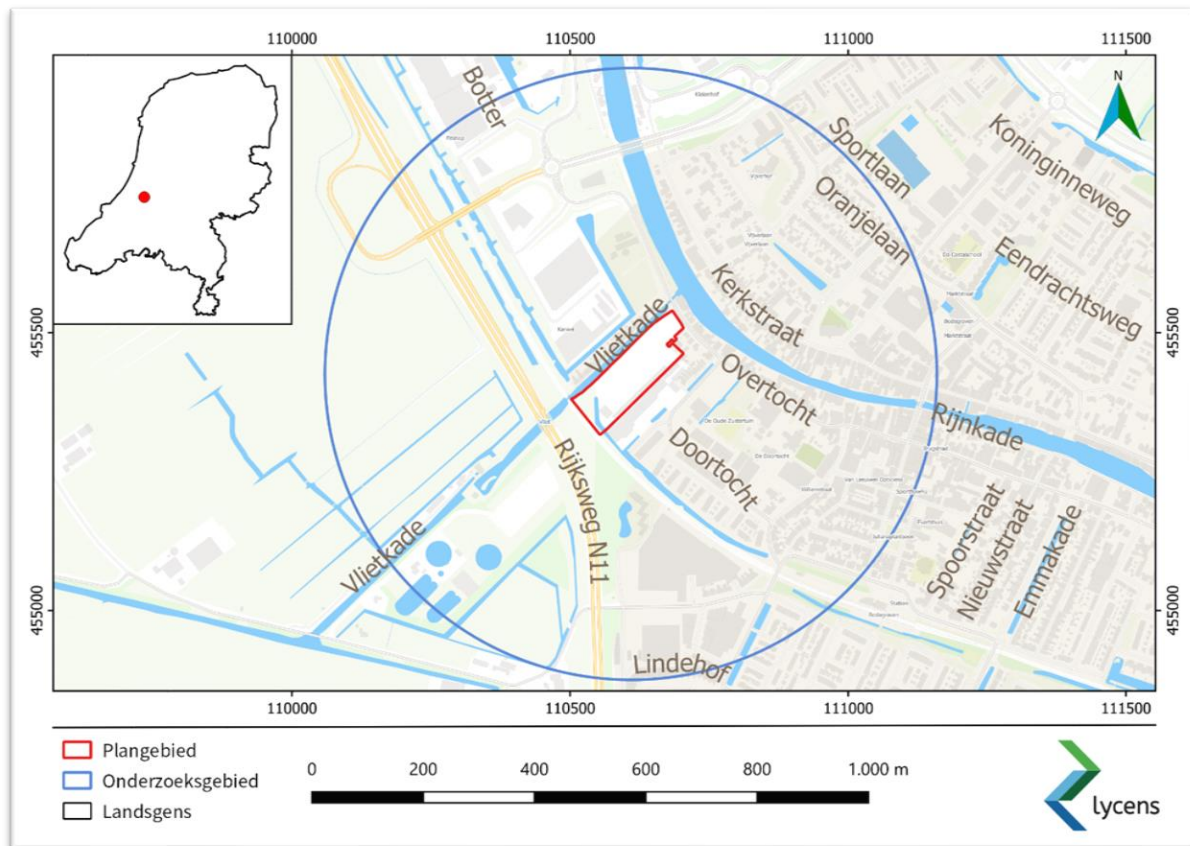 110000 110500 111000 111500
N
Botter
Sportlaan
Koninginneweg
Oranjelaan
Eendrachtsweg
Kerkstraat
Vlietkade
455500 455500
Overtocht
Rijnkade
Doortocht
Rijksweg N11
Spoorstraat
Nieuwstraat
Emmakade
Vlietkade
455000 455000
Lindehof
110000 110500 111000 111500
Plangebied
Onderzoeksgebied
Landsgens
0 200 400 600 800 1.000 m
lycens